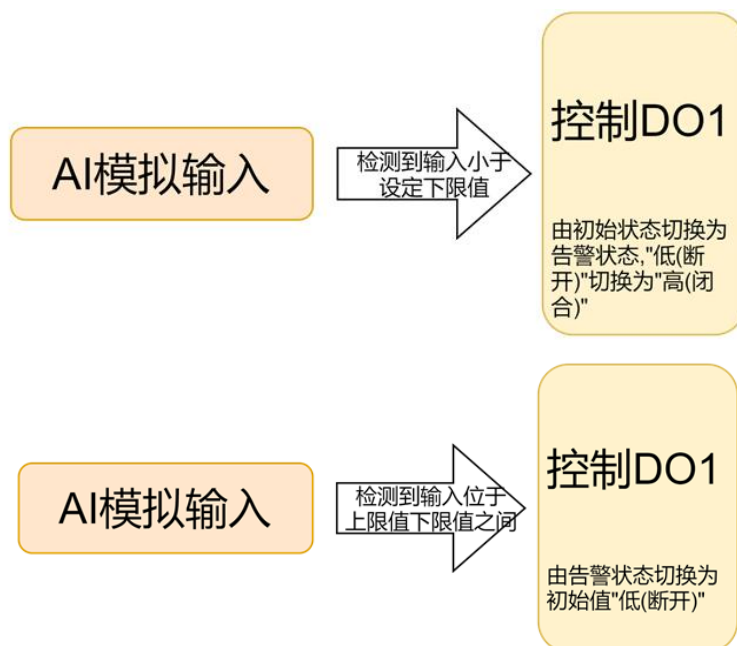 AI模拟输入
检测到输入小于
设定下限值
控制DO1
由初始状态切换为
告警状态,"低(断
开)"切换为"高(闭
合)"
AI模拟输入
检测到输入位于
上限值下限值之间
控制DO1
由告警状态切换为
初始值"低(断开)"